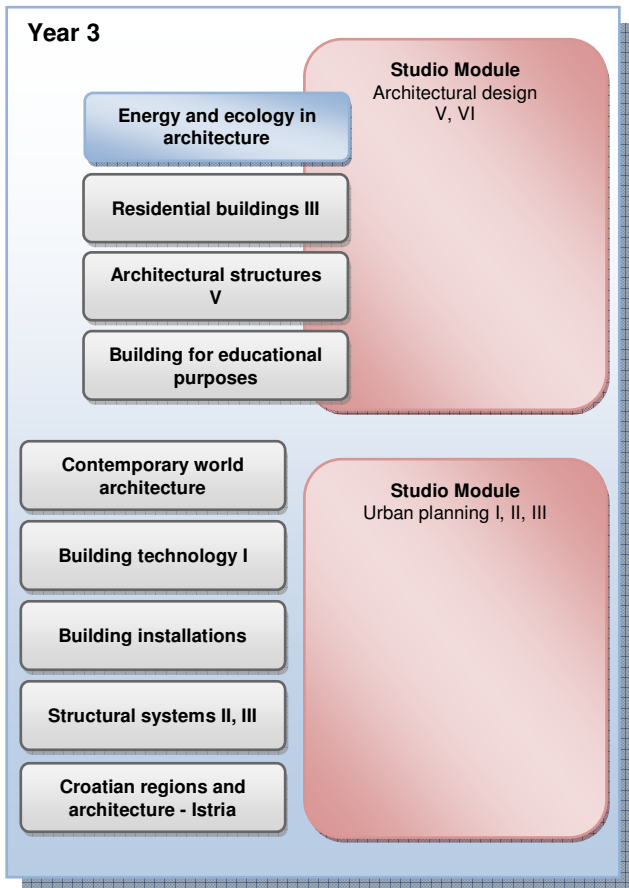 Year 3
Studio Module
Architectural design
V, VI
Energy and ecology in
architecture
Residential buildings III
Architectural structures
V
Building for educational
purposes
Contemporary world
architecture
Studio Module
Urban planning I, II, III
Building technology I
Building installations
Structural systems II, III
Croatian regions and
architecture - Istria